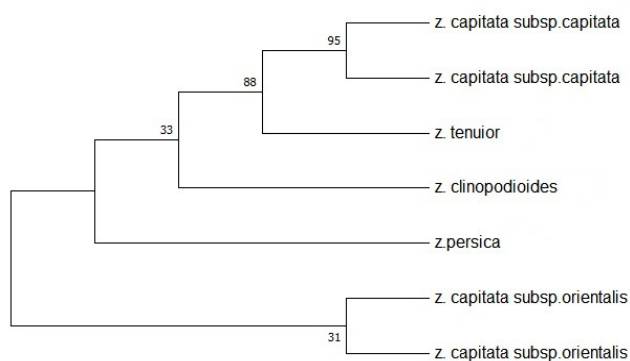 z. capitata subsp.capitata
95
z. capitata subsp.capitata
88
z. tenuior
33
z. clinopodioides
z.persica
z. capitata subsp.orientalis
31
z. capitata subsp.orientalis